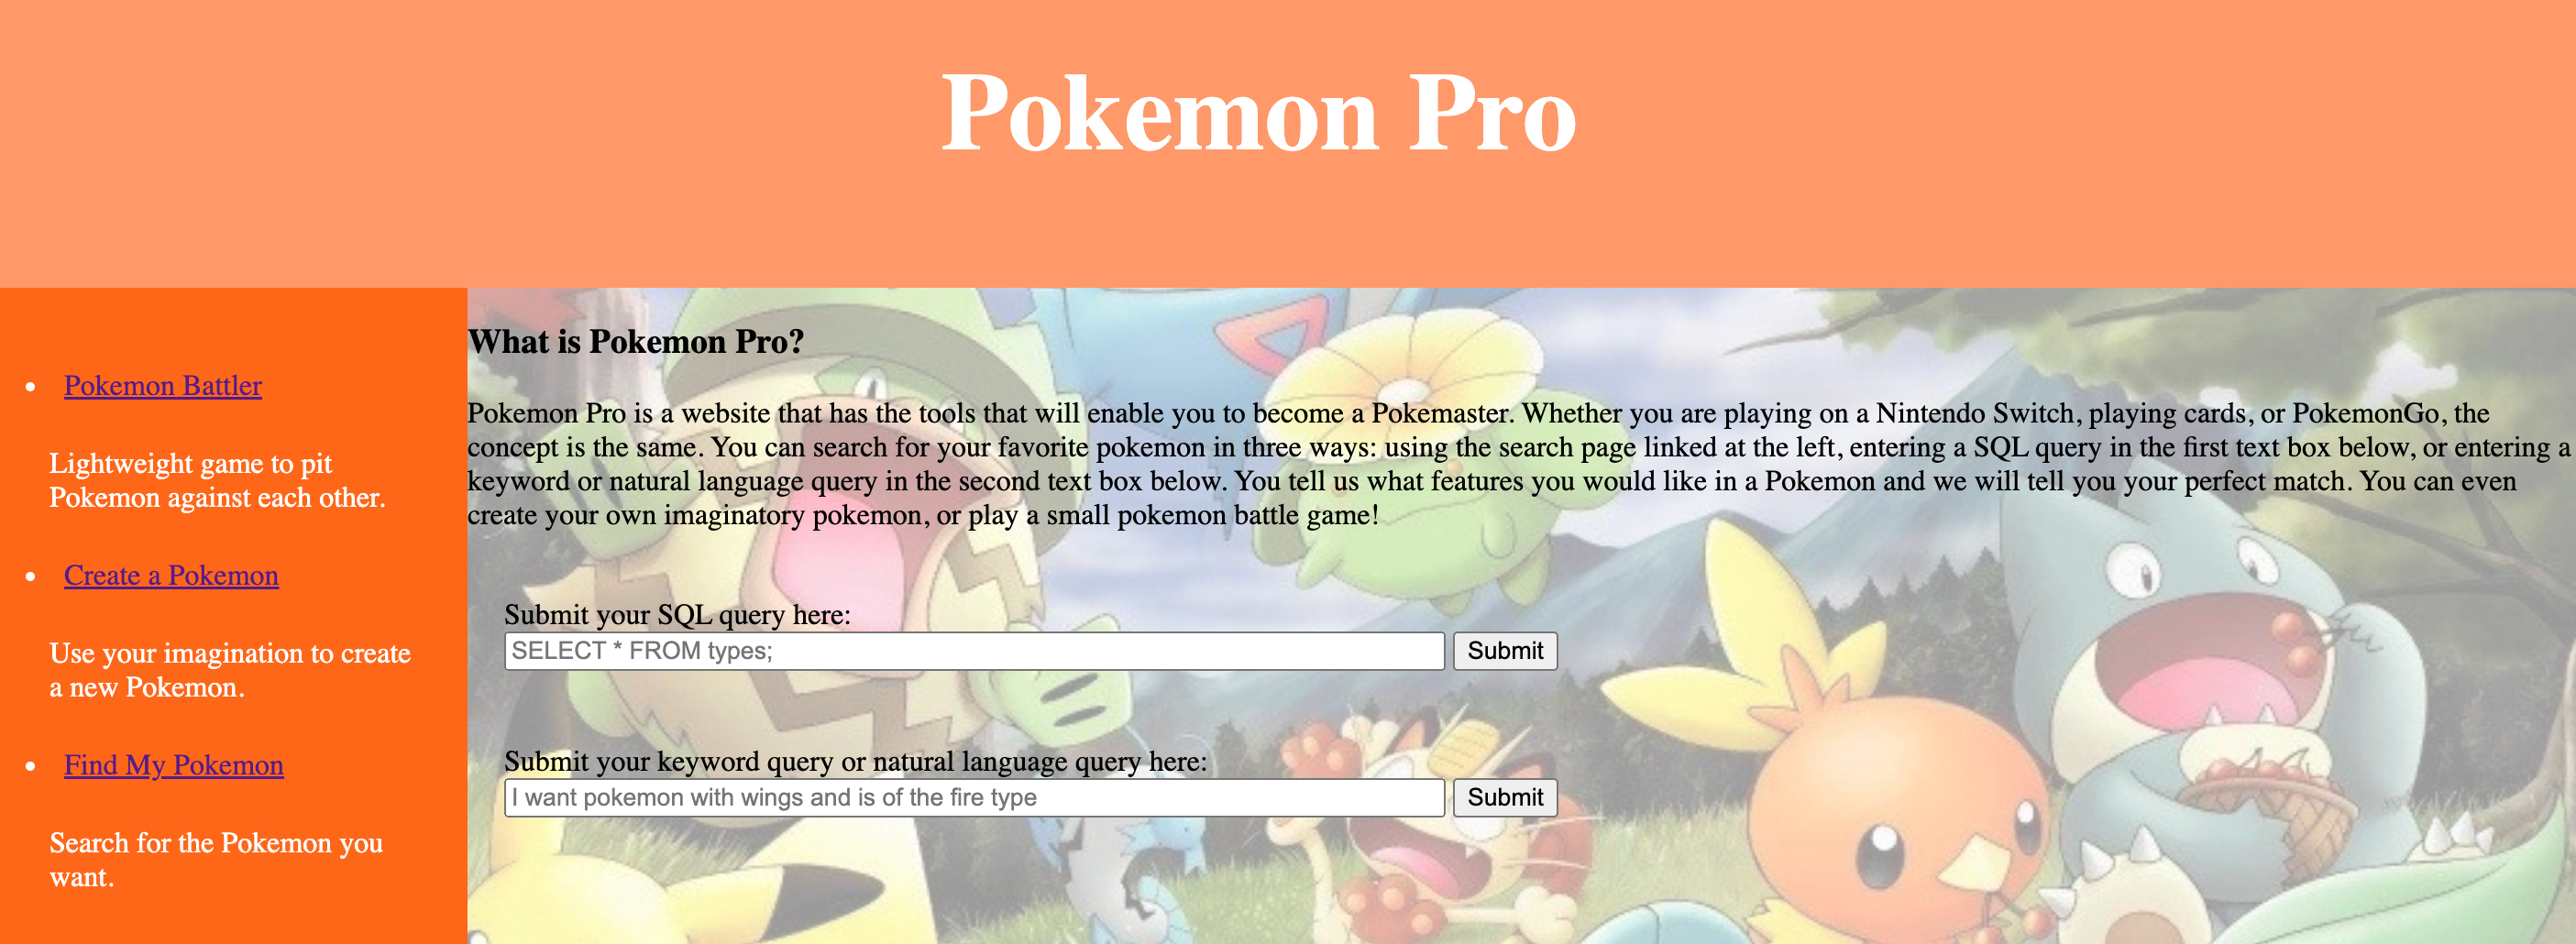 Pokemon Pro
Pokemon Battler
Lightweight game to pit
Pokemon against each other.
Create a Pokemon
Use your imagination to create
a new Pokemon.
Find My Pokemon
Search for the Pokemon you
want.
What is Pokemon Pro?
Pokemon Pro is a website that has the tools that will enable you to become a Pokemaster. Whether you are playing on a Nintendo Switch, playing cards, or PokemonGo, the
concept is the same. You can search for your favorite pokemon in three ways: using the search page linked at the left, entering a SQL query in the first text box below, or entering a
keyword or natural language query in the second text box below. You tell us what features you would like in a Pokemon and we will tell you your perfect match. You can even
create your own imaginatory pokemon, or play a small pokemon battle game!
Submit your SQL query here:
SELECT * FROM types; Submit
Submit your keyword query or natural language query here:
I want pokemon with wings and is of the fire type Submit